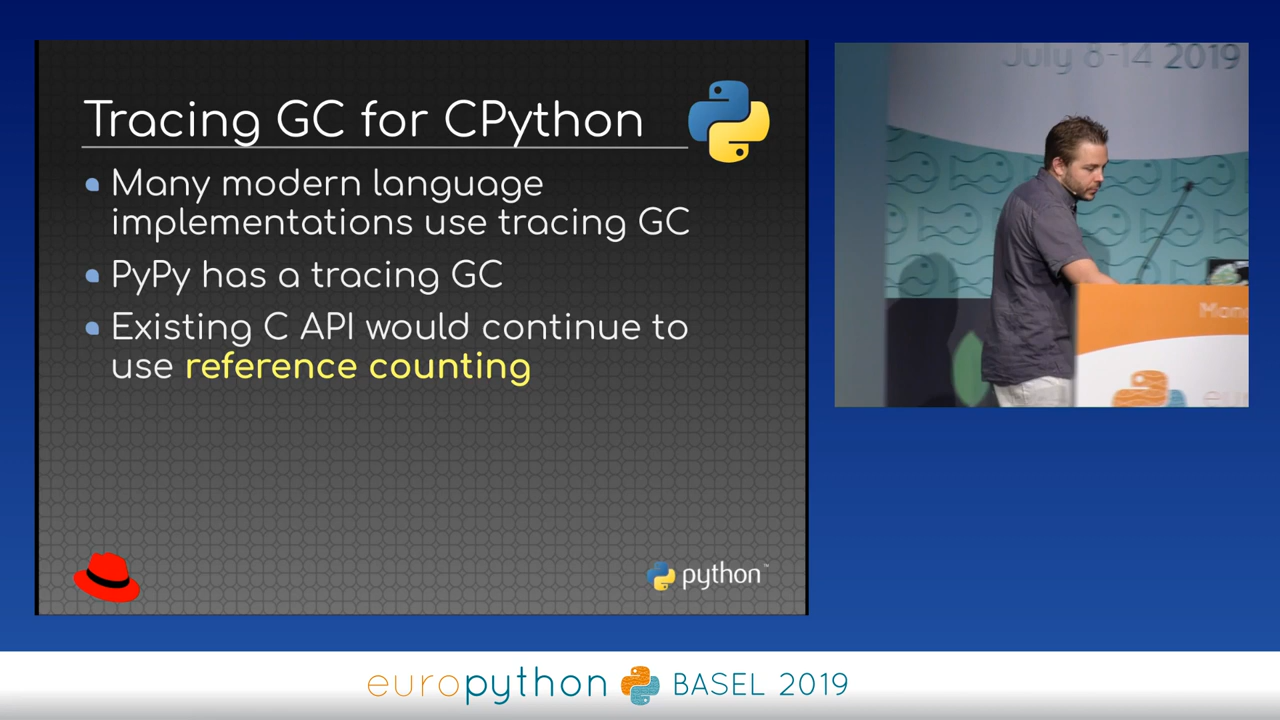 Tracing GC for CPython
Many modern language
implementations use tracing GC
PyPy has a tracing GC
Existing C API would continue to
use reference counting
python™
July 8-14 2019
europython BASEL 2019